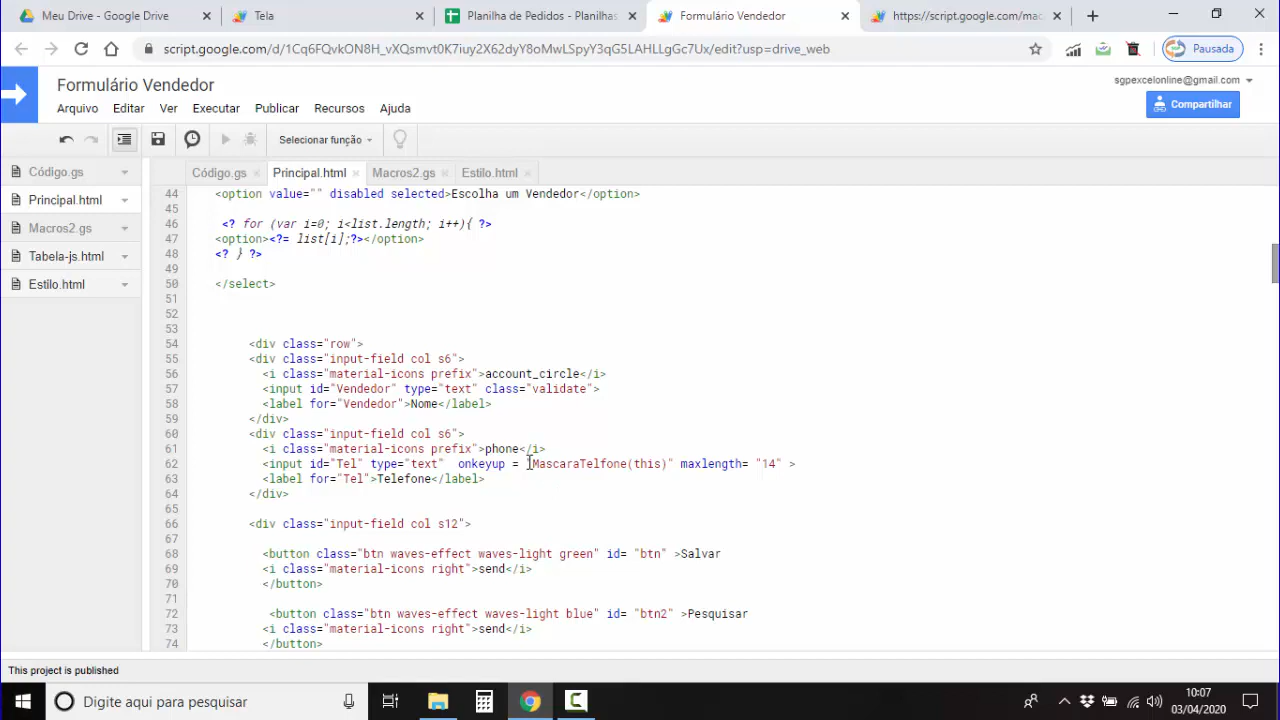 Meu Drive - Google Drive
Tela
Planilha de Pedidos - Planilhas
Formulário Vendedor
https://script.google.com/mac
script.google.com/d/1Cq6FQvkON8H_vXQsmvt0K7iuy2X62dyY8oMwLSpyY3qG5LAHLLgGc7Ux/edit?usp=drive_web
Pausada
Formulário Vendedor
sgpexcelonline@gmail.com
Arquivo Editar Ver Executar Publicar Recursos Ajuda
Compartilhar
Selecionar função
Código.gs
Principal.html
Macros2.gs
Tabela-js.html
Estilo.html
Código.gs Principal.html Macros2.gs Estilo.html
44 <option value="" disabled selected>Escolha um Vendedor</option>
45
46 <? for (var i=0; i<list.length; i++){ ?>
47 <option><?= list[i];?></option>
48 <? } ?>
49
50 </select>
51
52
53
54 <div class="row">
55 <div class="input-field col s6">
56 <i class="material-icons prefix">account_circle</i>
57 <input id="Vendedor" type="text" class="validate">
58 <label for="Vendedor">Nome</label>
59 </div>
60 <div class="input-field col s6">
61 <i class="material-icons prefix">phone</i>
62 <input id="Tel" type="text" onkeyup = "MascaraTelfone(this)" maxlength= "14" >
63 <label for="Tel">Telefone</label>
64 </div>
65
66 <div class="input-field col s12">
67
68 <button class="btn waves-effect waves-light green" id= "btn" >Salvar
69 <i class="material-icons right">send</i>
70 </button>
71
72 <button class="btn waves-effect waves-light blue" id= "btn2" >Pesquisar
73 <i class="material-icons right">send</i>
74 </button>
This project is published
Digite aqui para pesquisar
10:07
03/04/2020